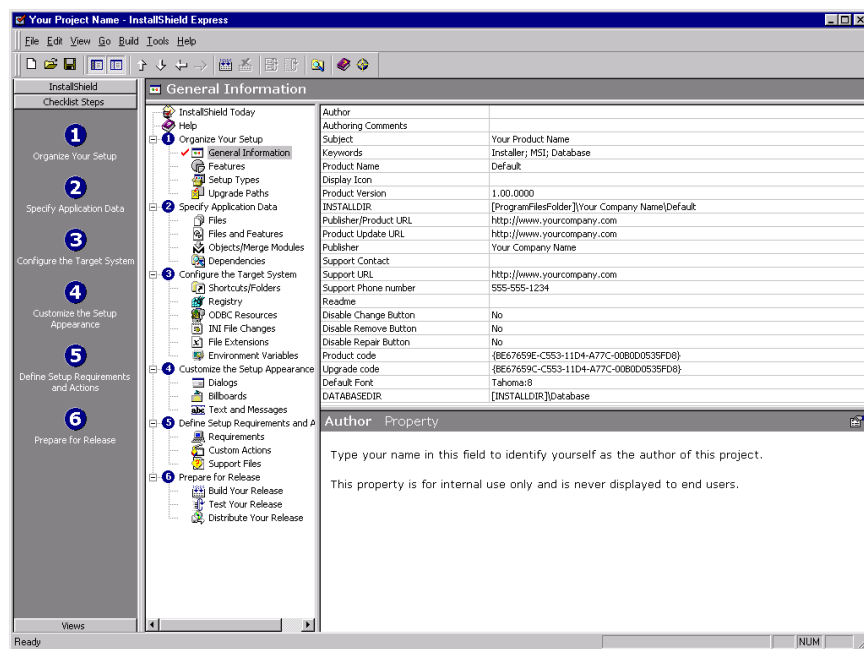 Your Project Name - InstallShield Express
File Edit View Go Build Tools Help
InstallShield
Checklist Steps
1
Organize Your Setup
2
Specify Application Data
3
Configure the Target System
4
Customize the Setup
Appearance
5
Define Setup Requirements
and Actions
6
Prepare for Release
Views
General Information
InstallShield Today
Help
1 Organize Your Setup
General Information
Features
Setup Types
Upgrade Paths
2 Specify Application Data
Files
Files and Features
Objects/Merge Modules
Dependencies
3 Configure the Target System
Shortcuts/Folders
Registry
ODBC Resources
INI File Changes
File Extensions
Environment Variables
4 Customize the Setup Appearance
Dialogs
Billboards
abc Text and Messages
5 Define Setup Requirements and A
Requirements
Custom Actions
Support Files
6 Prepare for Release
Build Your Release
Test Your Release
Distribute Your Release
Author
Authoring Comments
Subject Your Product Name
Keywords Installer; MSI; Database
Product Name Default
Display Icon
Product Version 1.00.0000
INSTALLDIR [ProgramFilesFolder]\Your Company Name\Default
Publisher/Product URL http://www.yourcompany.com
Product Update URL http://www.yourcompany.com
Publisher Your Company Name
Support Contact
Support URL http://www.yourcompany.com
Support Phone number 555-555-1234
Readme
Disable Change Button No
Disable Remove Button No
Disable Repair Button No
Product code {BE67659E-C553-11D4-A77C-00B0D0535FD8}
Upgrade code {BE67659C-C553-11D4-A77C-00B0D0535FD8}
Default Font Tahoma:8
DATABASEDIR [INSTALLDIR]\Database
Author Property
Type your name in this field to identify yourself as the author of this project.
This property is for internal use only and is never displayed to end users.
Ready
NUM